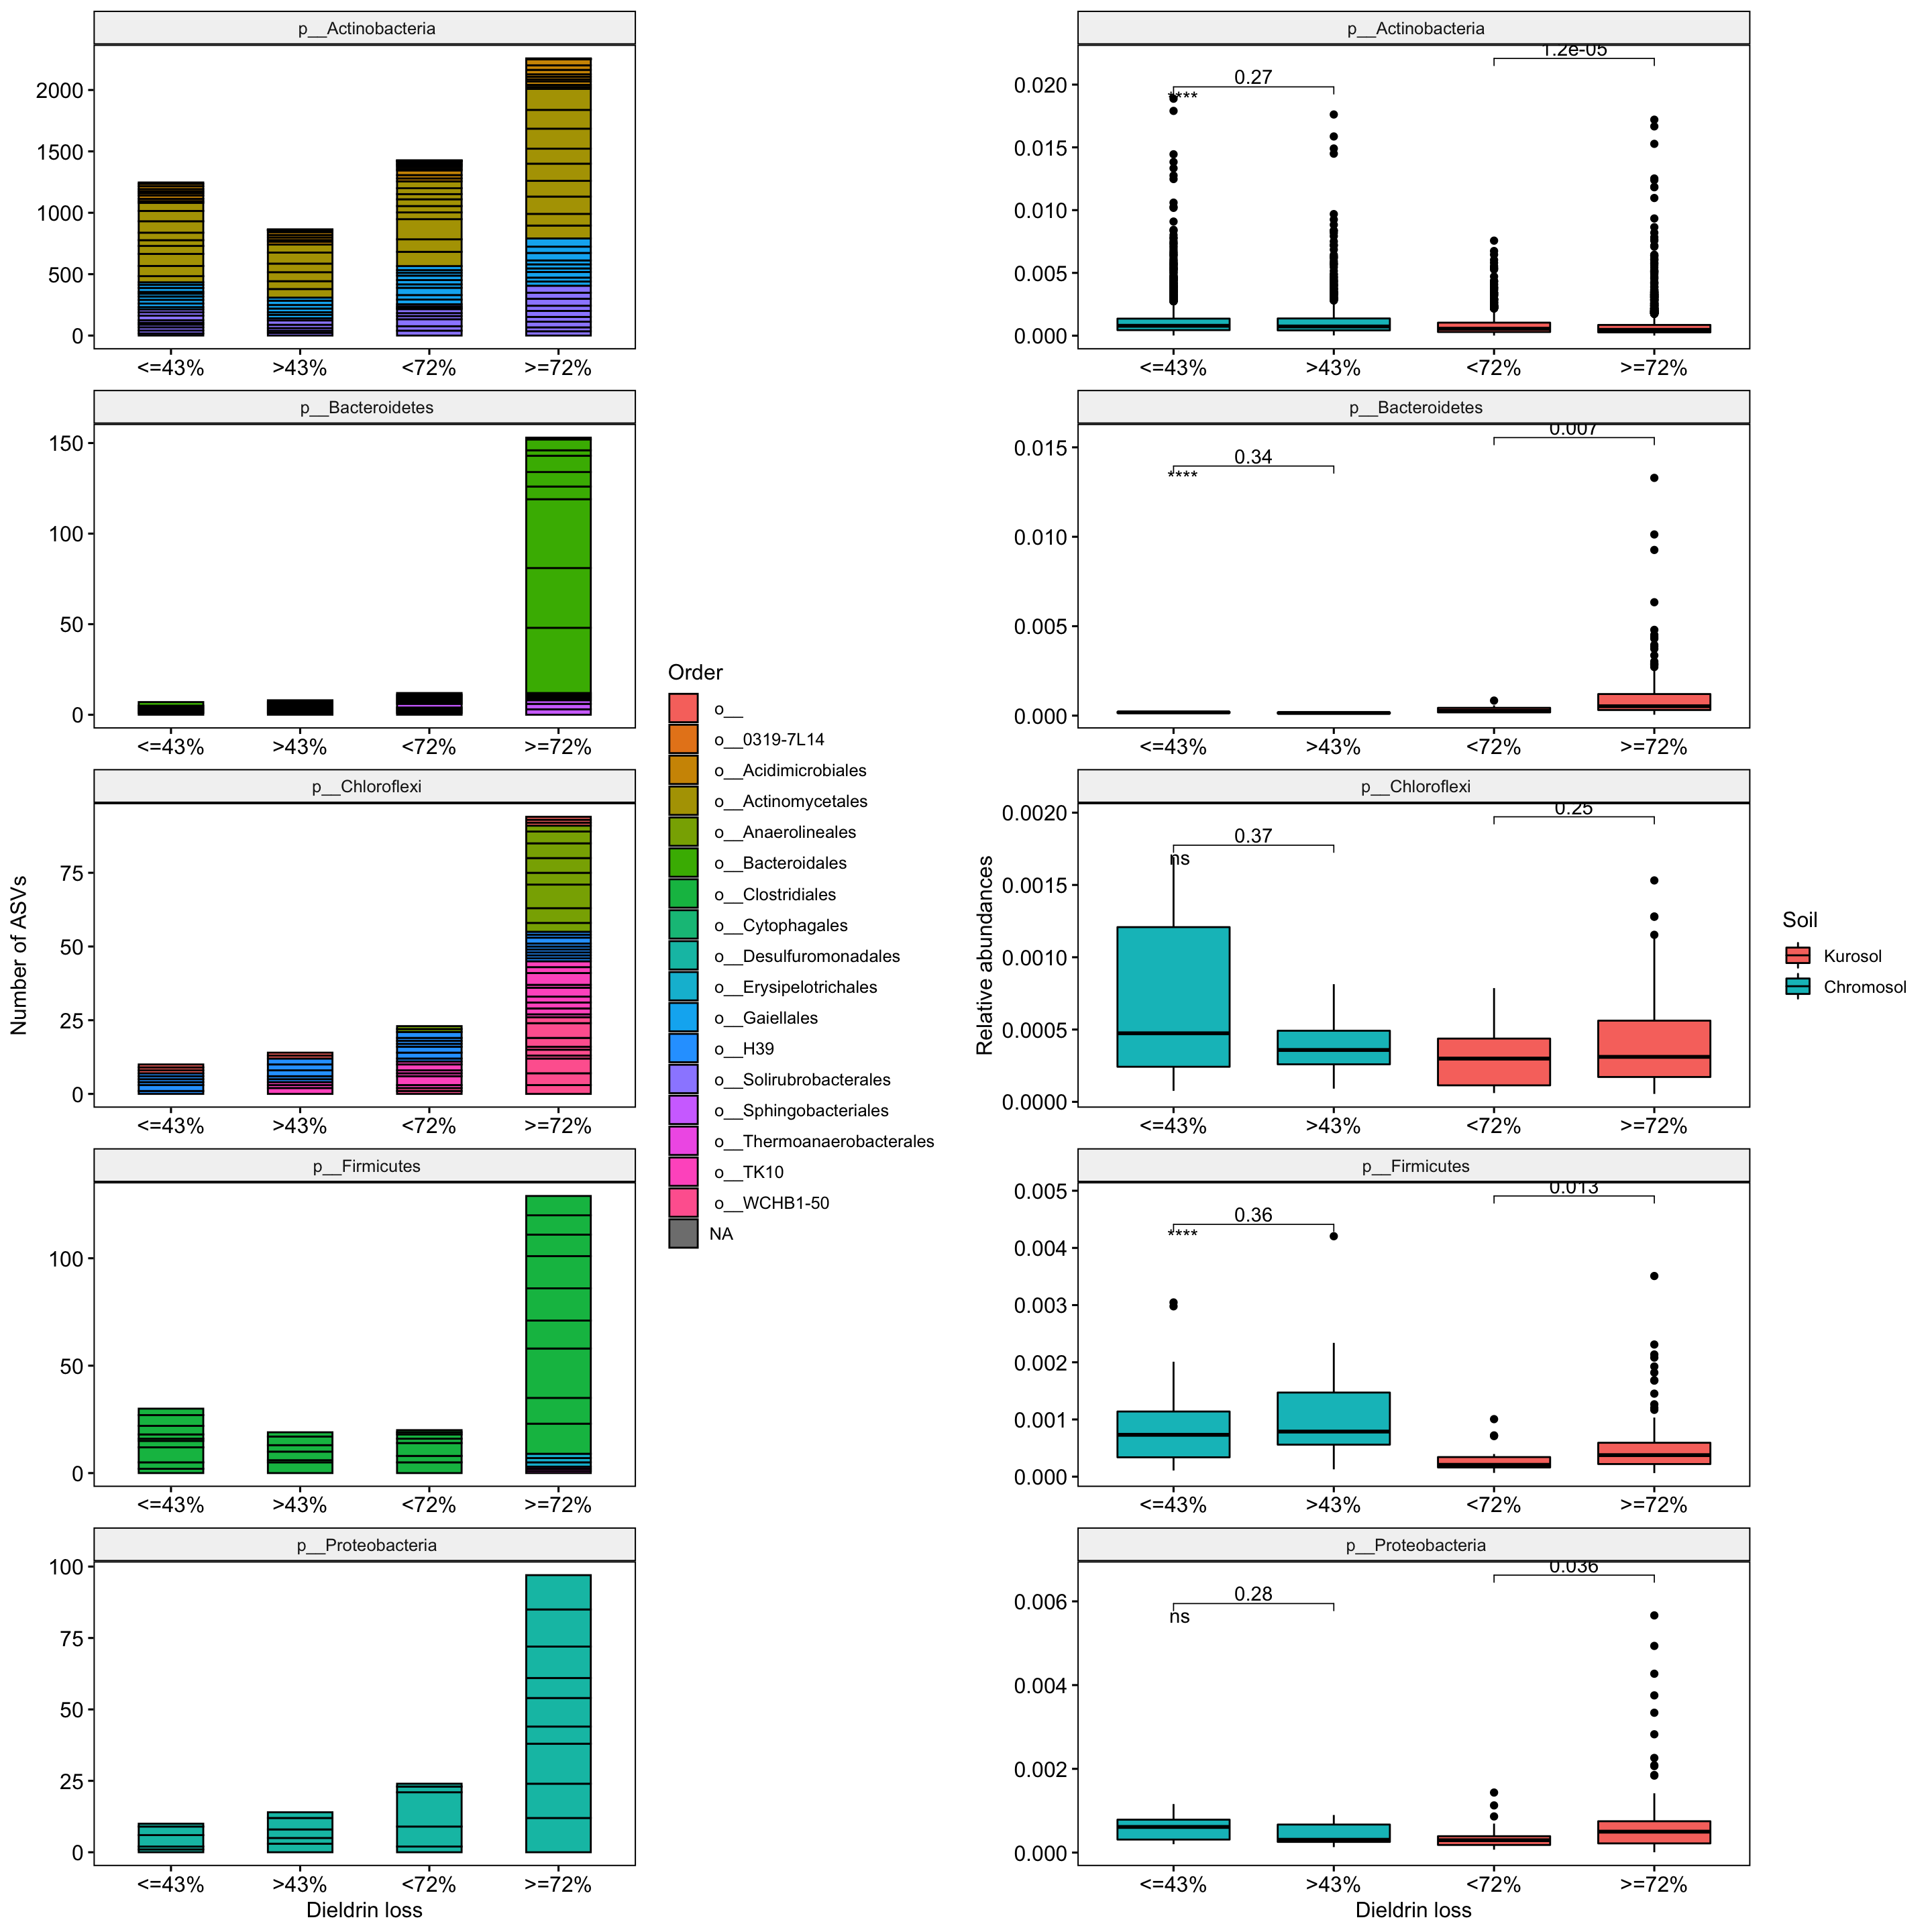 p__Actinobacteria
2000
1500
1000
500
0
<=43% >43% <72% >=72%
p__Bacteroidetes
150
100
50
0
<=43% >43% <72% >=72%
p__Chloroflexi
75
50
25
0
<=43% >43% <72% >=72%
p__Firmicutes
100
50
0
<=43% >43% <72% >=72%
p__Proteobacteria
100
75
50
25
0
<=43% >43% <72% >=72%
Dieldrin loss
Number of ASVs
Order
o__
o__0319-7L14
o__Acidimicrobiales
o__Actinomycetales
o__Anaerolineales
o__Bacteroidales
o__Clostridiales
o__Cytophagales
o__Desulfuromonadales
o__Erysipelotrichales
o__Gaiellales
o__H39
o__Solirubrobacterales
o__Sphingobacteriales
o__Thermoanaerobacterales
o__TK10
o__WCHB1-50
NA
p__Actinobacteria
1.2e-05
0.27
****
0.020
0.015
0.010
0.005
0.000
<=43% >43% <72% >=72%
p__Bacteroidetes
0.007
0.34
****
0.015
0.010
0.005
0.000
<=43% >43% <72% >=72%
p__Chloroflexi
0.25
0.37
ns
0.0020
0.0015
0.0010
0.0005
0.0000
<=43% >43% <72% >=72%
p__Firmicutes
0.013
0.36
****
0.005
0.004
0.003
0.002
0.001
0.000
<=43% >43% <72% >=72%
p__Proteobacteria
0.036
0.28
ns
0.006
0.004
0.002
0.000
<=43% >43% <72% >=72%
Dieldrin loss
Relative abundances
Soil
Kurosol
Chromosol